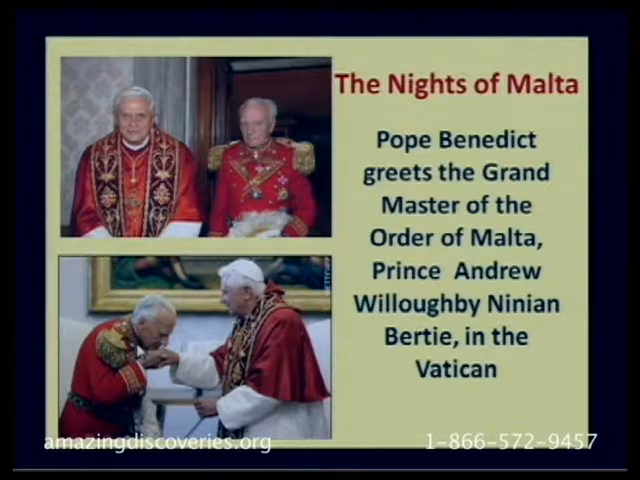 The Nights of Malta
Pope Benedict
greets the Grand
Master of the
Order of Malta,
Prince Andrew
Willoughby Ninian
Bertie, in the
Vatican
amazingdiscoveries.org
1-866-572-9457